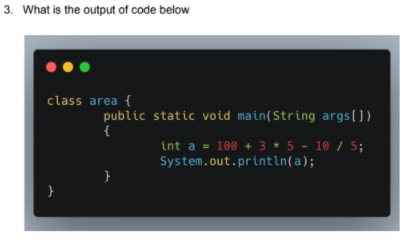 3. What is the output of code below
class area {
public static void main(String args[])
{
int a = 100 + 3 * 5 - 10 / 5;
System.out.println(a);
}
}